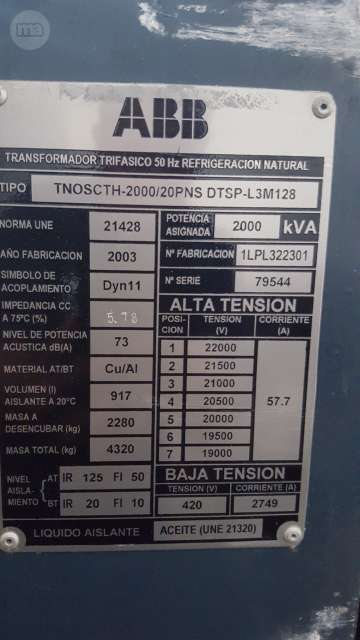 ma
ABB
TRANSFORMADOR TRIFASICO 50 Hz REFRIGERACION NATURAL
TIPO TNOSCTH-2000/20PNS DTSP-L3M128
NORMA UNE 21428
POTENCIA ASIGNADA 2000 kVA
AÑO FABRICACION 2003
Nº FABRICACION 1LPL322301
SIMBOLO DE ACOPLAMIENTO Dyn11
Nº SERIE 79544
IMPEDANCIA CC A 75ºC (%) 5.78
NIVEL DE POTENCIA ACUSTICA dB(A) 73
MATERIAL AT/BT Cu/Al
VOLUMEN (l) AISLANTE A 20°C 917
MASA A DESENCUBAR (kg) 2280
MASA TOTAL (kg) 4320
NIVEL AISLA- MIENTO
AT IR 125 FI 50
BT IR 20 FI 10
ALTA TENSION
POSI-CION TENSION (V) CORRIENTE (A)
1 22000
2 21500
3 21000
4 20500 57.7
5 20000
6 19500
7 19000
BAJA TENSION
TENSION (V) CORRIENTE (A)
420 2749
LIQUIDO AISLANTE ACEITE (UNE 21320)